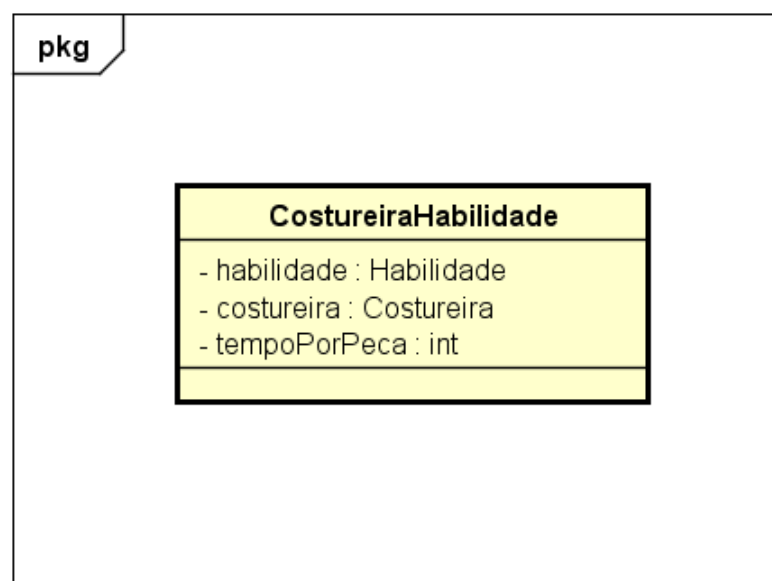 pkg
CostureiraHabilidade
- habilidade : Habilidade
- costureira : Costureira
- tempoPorPeca : int